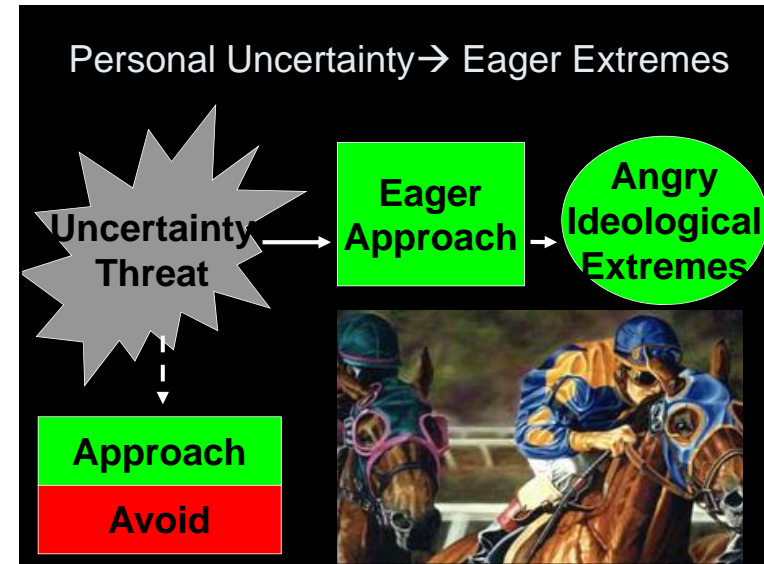 Personal Uncertainty→ Eager Extremes
Uncertainty
Threat
Eager
Approach
Angry
Ideological
Extremes
Approach
Avoid